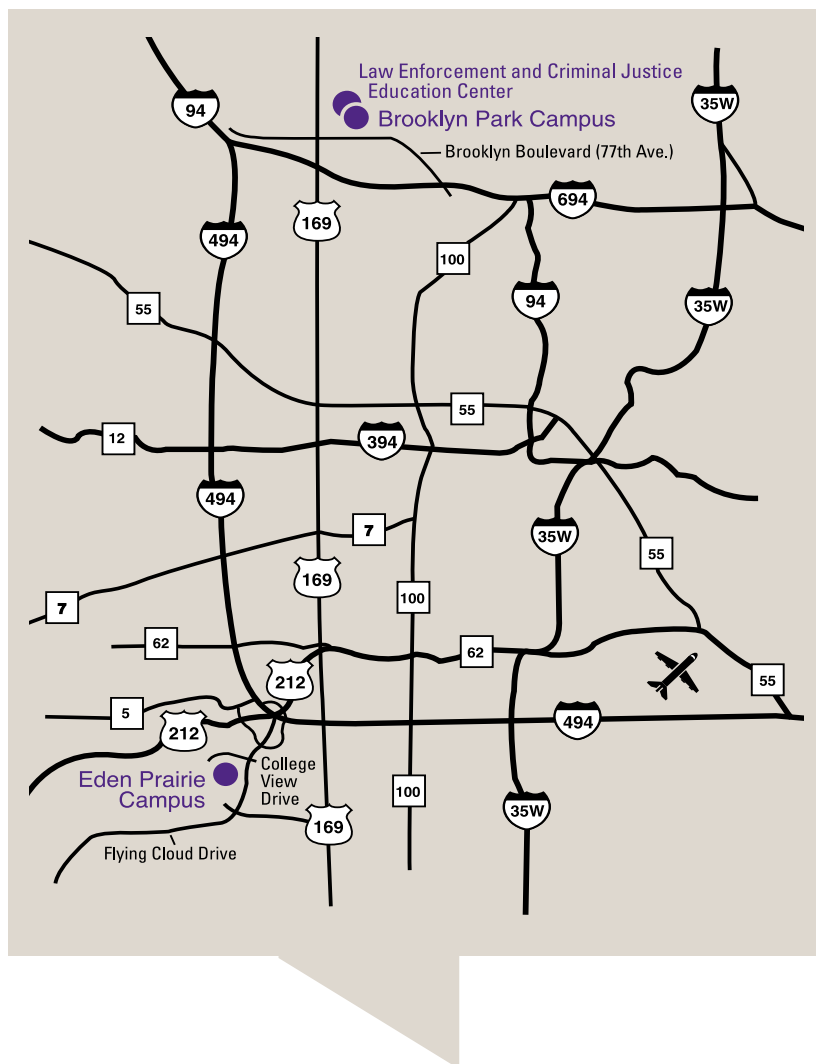 Law Enforcement and Criminal Justice
Education Center
94
35W
Brooklyn Park Campus
Brooklyn Boulevard (77th Ave.)
694
169
494
100
94
35W
55
55
12
394
494
7
35W
55
169
100
7
62
62
212
55
5
494
212
College
View
Drive
Eden Prairie
Campus
100
35W
169
Flying Cloud Drive